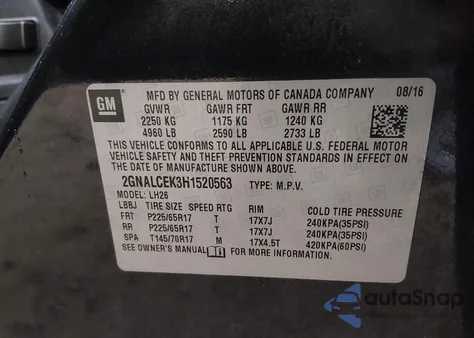 GM
MFD BY GENERAL MOTORS OF CANADA COMPANY 08/16
GVWR GAWR FRT GAWR RR
2250 KG 1175 KG 1240 KG
4960 LB 2590 LB 2733 LB
THIS VEHICLE CONFORMS TO ALL APPLICABLE U.S. FEDERAL MOTOR
VEHICLE SAFETY AND THEFT PREVENTION STANDARDS IN EFFECT ON THE
DATE OF MANUFACTURE SHOWN ABOVE.
2GNALCEK3H1520563 TYPE: M.P.V.
MODEL: LH26
LBBJ TIRE SIZE SPEED RTG RIM COLD TIRE PRESSURE
FRT P225/65R17 T 17X7J 240KPA(35PSI)
RR P225/65R17 T 17X7J 240KPA(35PSI)
SPA T145/70R17 M 17X4.5T 420KPA(60PSI)
SEE OWNER'S MANUAL FOR MORE INFORMATION.
autoSnap